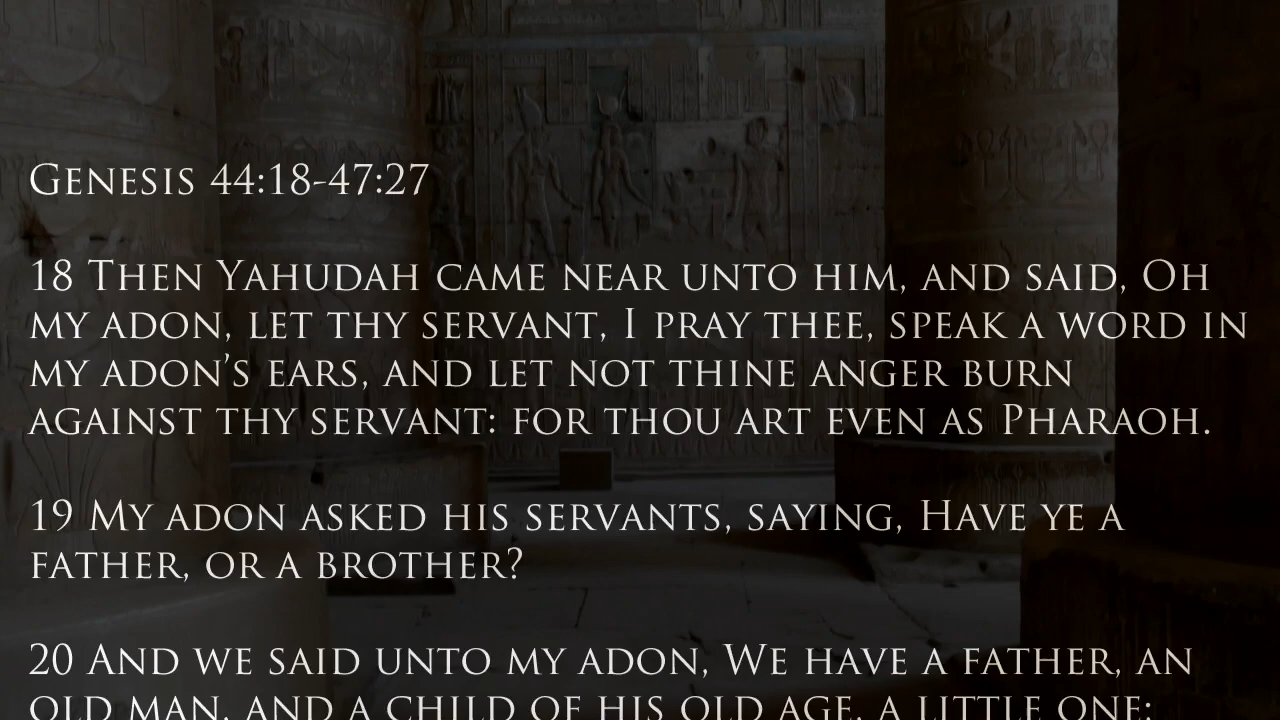 Genesis 44:18-47:27
18 Then Yahudah came near unto him, and said, Oh
my adon, let thy servant, I pray thee, speak a word in
my adon’s ears, and let not thine anger burn
against thy servant: for thou art even as Pharaoh.
19 My adon asked his servants, saying, Have ye a
father, or a brother?
20 And we said unto my adon, We have a father, an
old man, and a child of his old age, a little one;